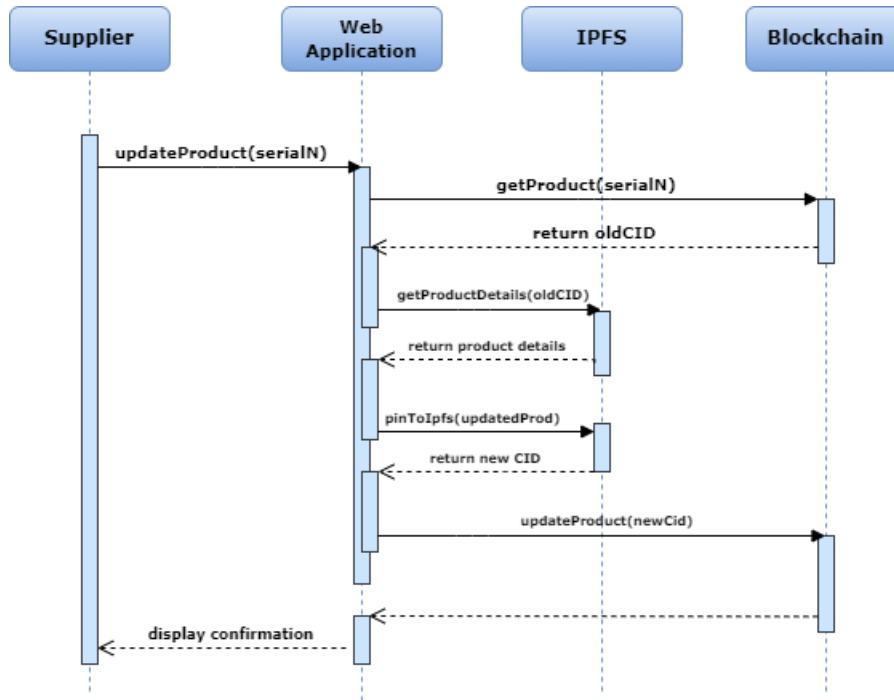 Supplier
Web
Application
IPFS
Blockchain
updateProduct(serialN)
getProduct(serialN)
return oldCID
getProductDetails(oldCID)
return product details
pinToIpfs(updatedProd)
return new CID
updateProduct(newCid)
display confirmation